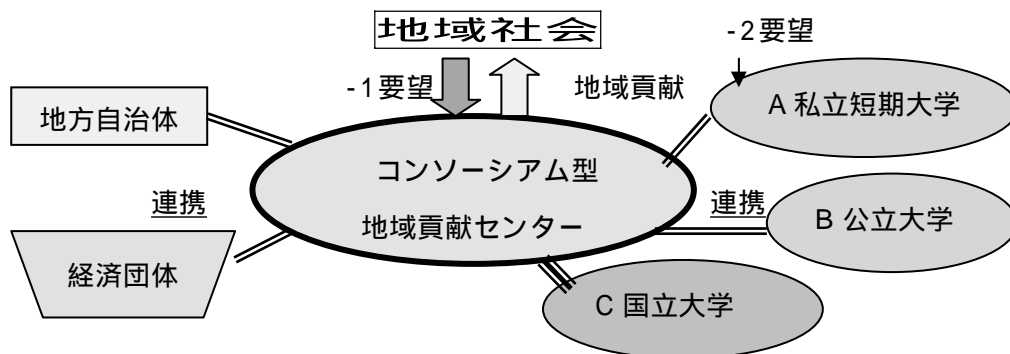 地域社会
-2要望
-1要望
地域貢献
A 私立短期大学
地方自治体
コンソーシアム型
地域貢献センター
連携
連携
B 公立大学
経済団体
C 国立大学